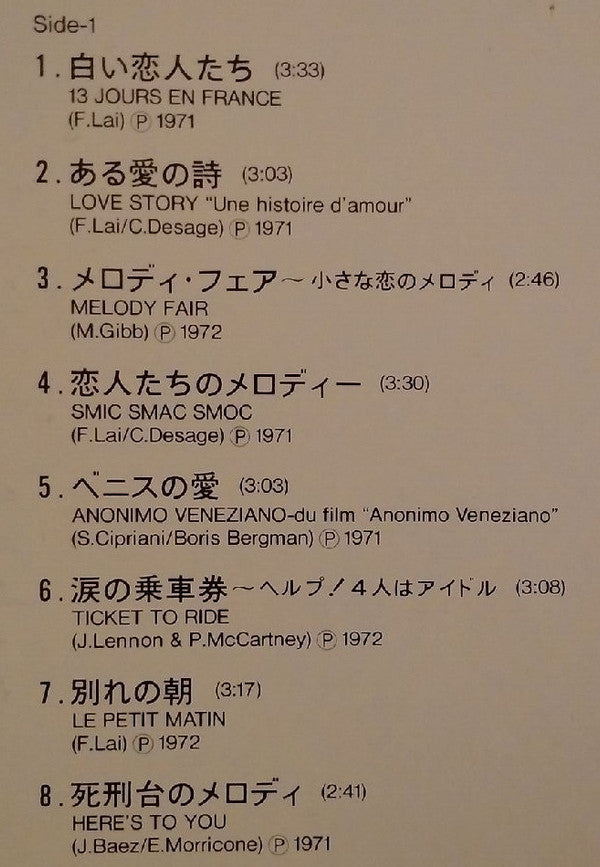 Side-1
1.白い恋人たち (3:33)
13 JOURS EN FRANCE
(F.Lai) Ⓟ 1971
2.ある愛の詩 (3:03)
LOVE STORY “Une histoire d’amour”
(F.Lai/C.Desage) Ⓟ 1971
3.メロディ・フェア〜小さな恋のメロディ (2:46)
MELODY FAIR
(M.Gibb) Ⓟ 1972
4.恋人たちのメロディー (3:30)
SMIC SMAC SMOC
(F.Lai/C.Desage) Ⓟ 1971
5.ベニスの愛 (3:03)
ANONIMO VENEZIANO-du film “Anonimo Veneziano”
(S.Cipriani/Boris Bergman) Ⓟ 1971
6.涙の乗車券〜ヘルプ!4人はアイドル (3:08)
TICKET TO RIDE
(J.Lennon & P.McCartney) Ⓟ 1972
7.別れの朝 (3:17)
LE PETIT MATIN
(F.Lai) Ⓟ 1972
8.死刑台のメロディ (2:41)
HERE'S TO YOU
(J.Baez/E.Morricone) Ⓟ 1971